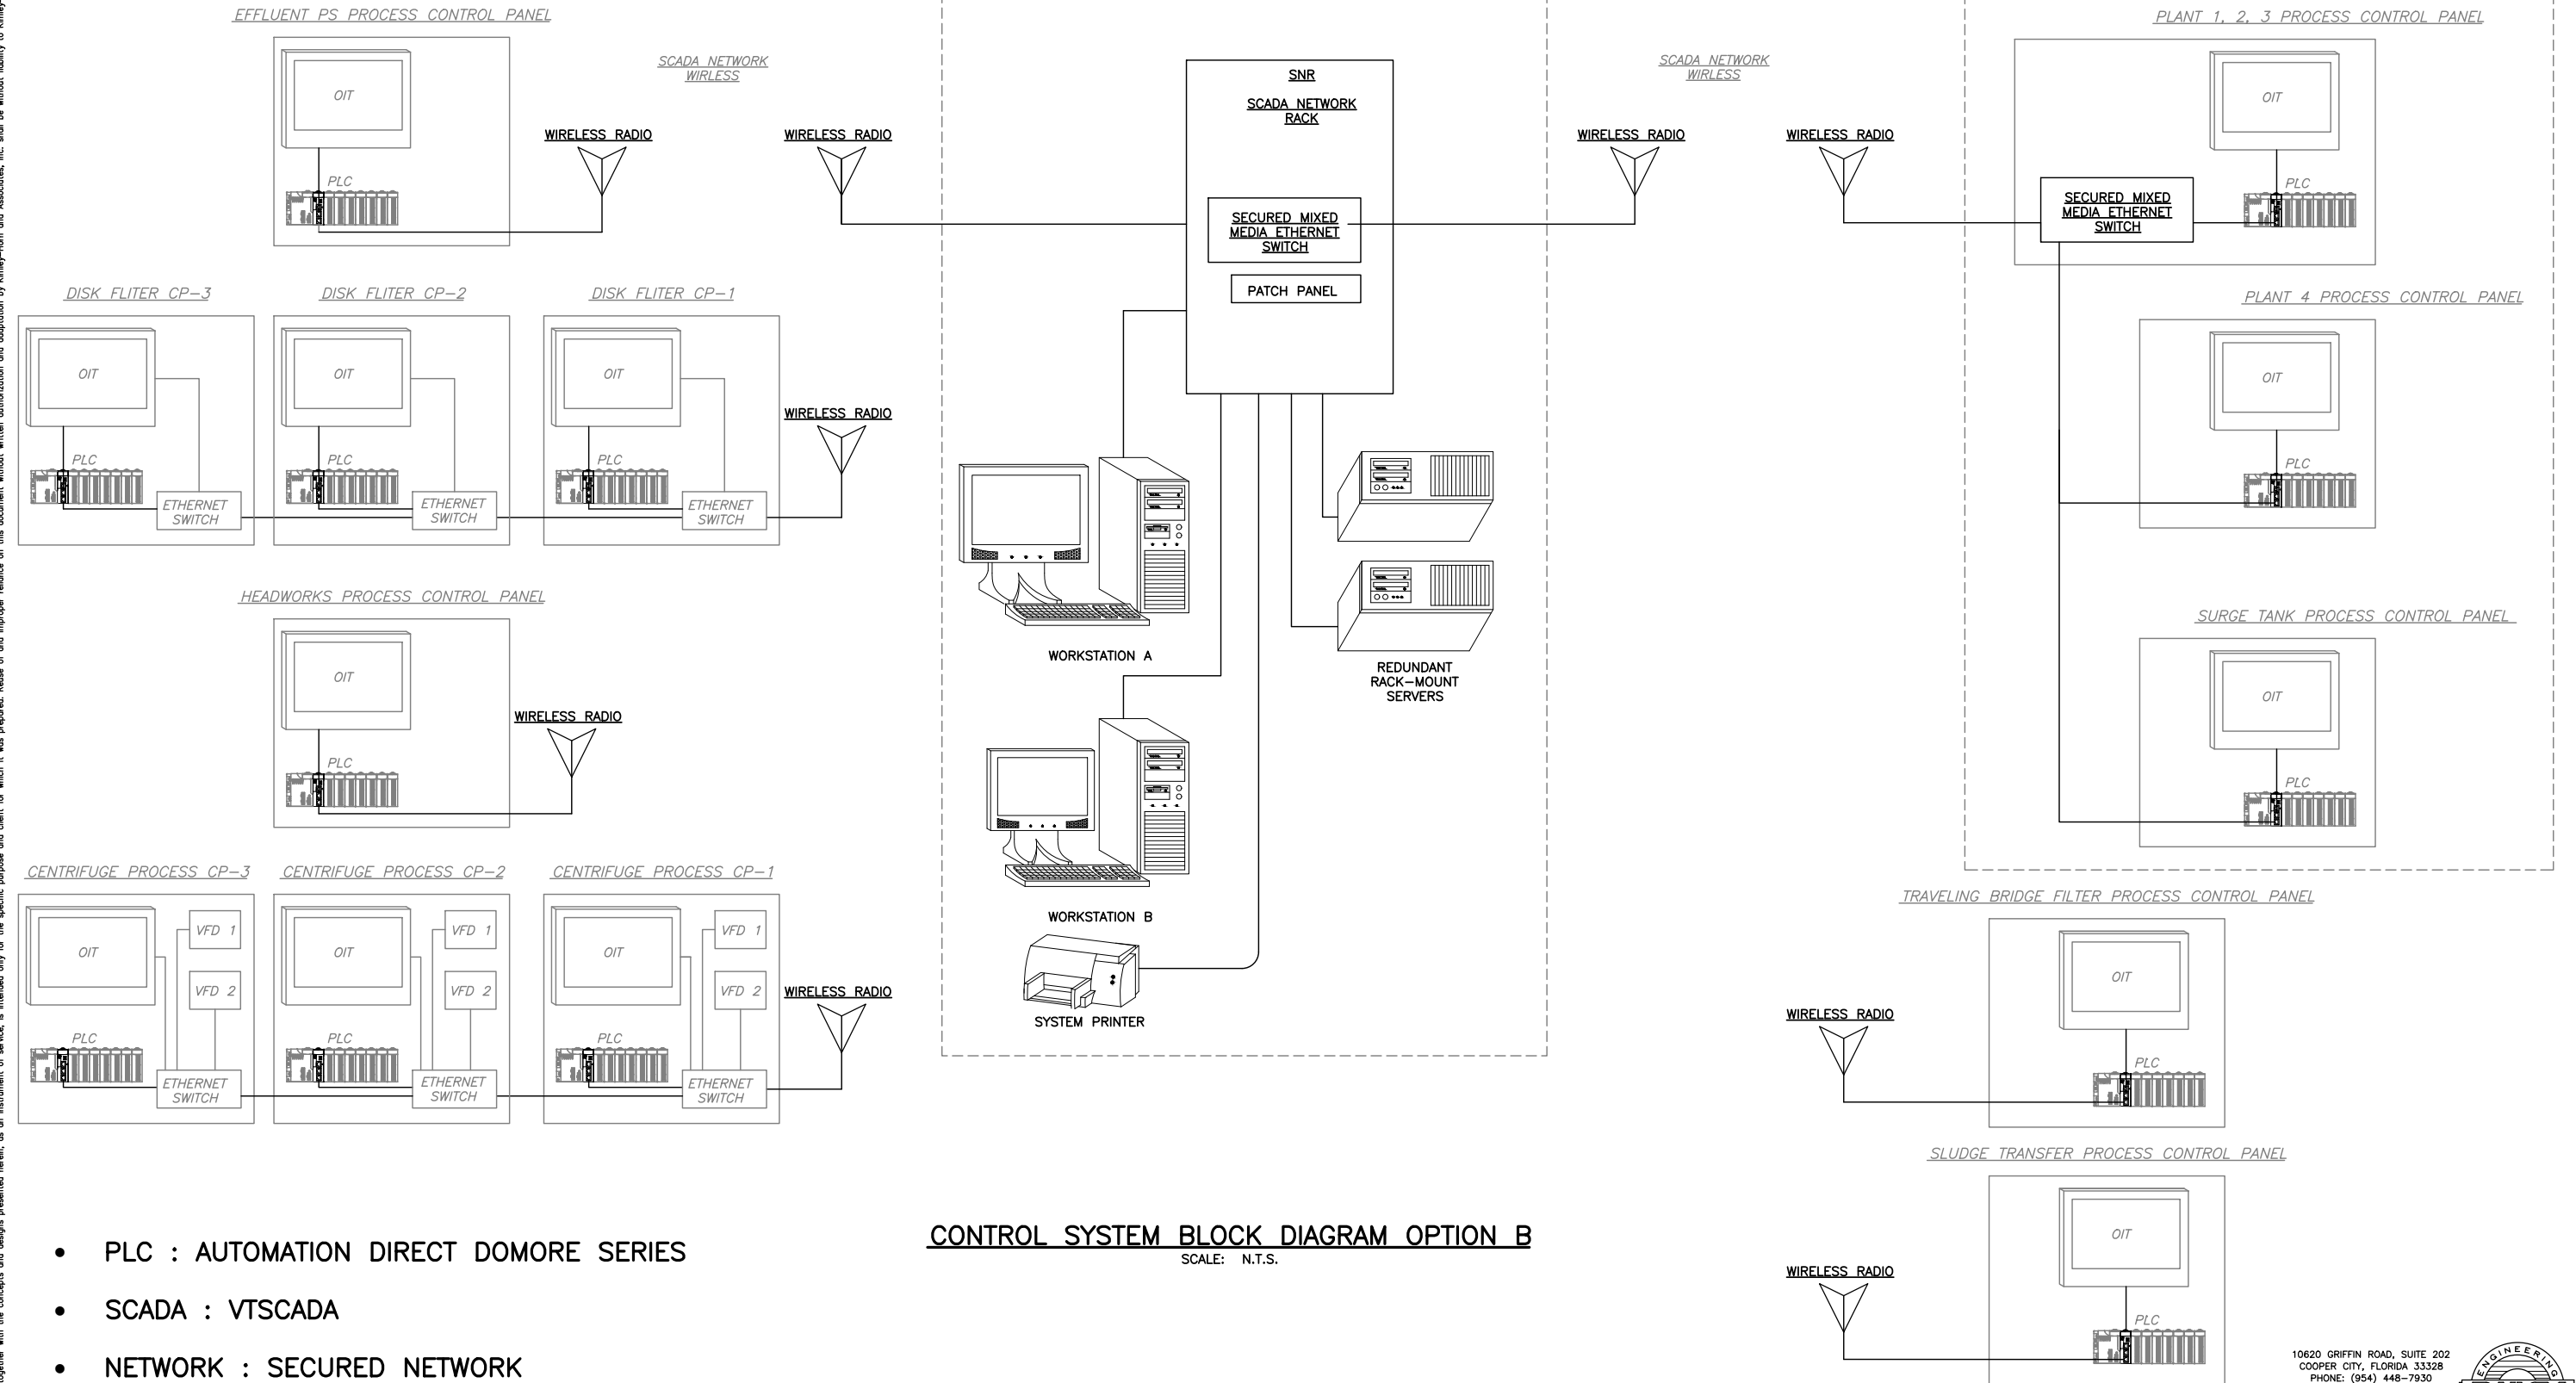 EFFLUENT PS PROCESS CONTROL PANEL
OIT
PLC
WIRELESS RADIO
SCADA NETWORK
WIRLESS
WIRELESS RADIO
DISK FLITER CP-3
OIT
PLC
ETHERNET
SWITCH
DISK FLITER CP-2
OIT
PLC
ETHERNET
SWITCH
DISK FLITER CP-1
OIT
PLC
ETHERNET
SWITCH
WIRELESS RADIO
HEADWORKS PROCESS CONTROL PANEL
OIT
PLC
WIRELESS RADIO
CENTRIFUGE PROCESS CP-3
OIT
VFD 1
VFD 2
PLC
ETHERNET
SWITCH
CENTRIFUGE PROCESS CP-2
OIT
VFD 1
VFD 2
PLC
ETHERNET
SWITCH
CENTRIFUGE PROCESS CP-1
OIT
VFD 1
VFD 2
PLC
ETHERNET
SWITCH
WIRELESS RADIO
SNR
SCADA NETWORK
RACK
SECURED MIXED
MEDIA ETHERNET
SWITCH
PATCH PANEL
WORKSTATION A
REDUNDANT
RACK-MOUNT
SERVERS
WORKSTATION B
SYSTEM PRINTER
SCADA NETWORK
WIRLESS
WIRELESS RADIO
WIRELESS RADIO
PLANT 1, 2, 3 PROCESS CONTROL PANEL
OIT
PLC
SECURED MIXED
MEDIA ETHERNET
SWITCH
PLANT 4 PROCESS CONTROL PANEL
OIT
PLC
SURGE TANK PROCESS CONTROL PANEL
OIT
PLC
TRAVELING BRIDGE FILTER PROCESS CONTROL PANEL
OIT
WIRELESS RADIO
PLC
SLUDGE TRANSFER PROCESS CONTROL PANEL
OIT
WIRELESS RADIO
PLC
CONTROL SYSTEM BLOCK DIAGRAM OPTION B
SCALE: N.T.S.
• PLC : AUTOMATION DIRECT DOMORE SERIES
• SCADA : VTSCADA
• NETWORK : SECURED NETWORK
10620 GRIFFIN ROAD, SUITE 202
COOPER CITY, FLORIDA 33328
PHONE: (954) 448-7930
ENGINEERING